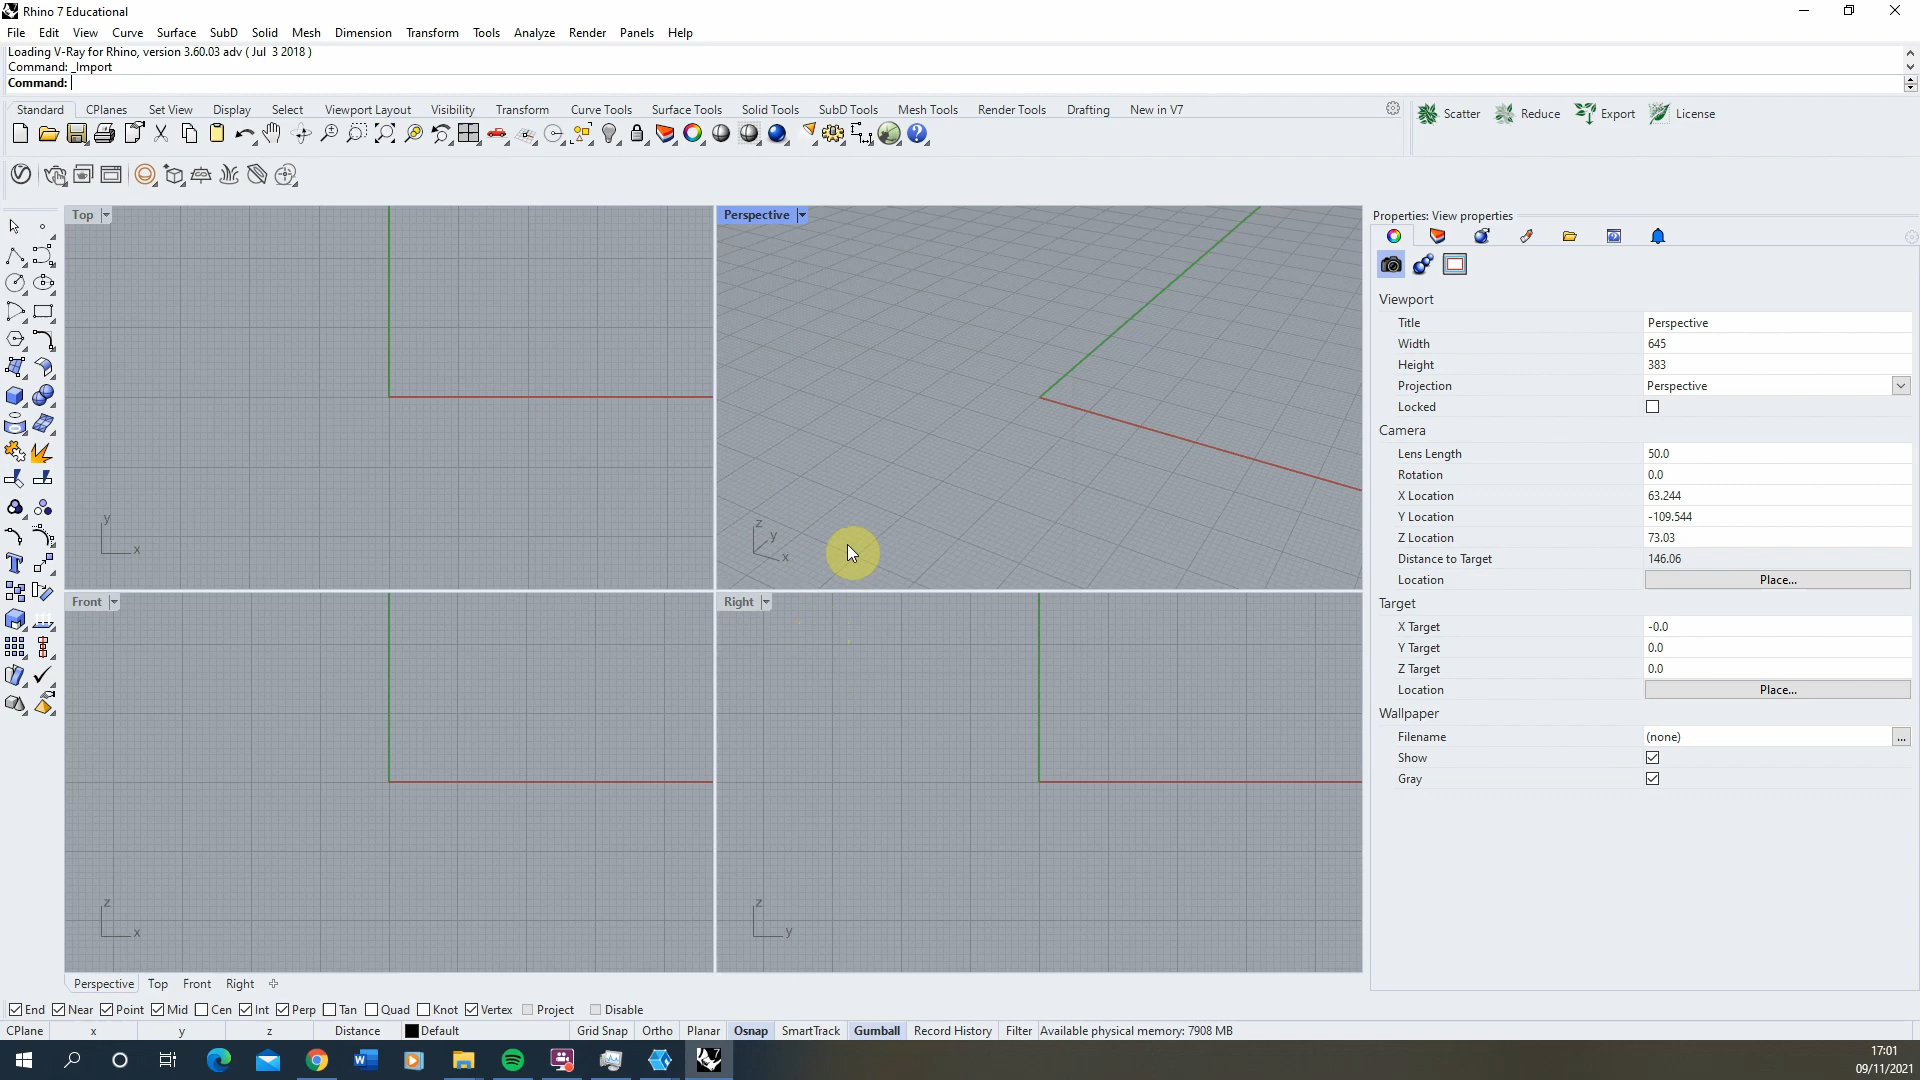 Rhino 7 Educational
File Edit View Curve Surface SubD Solid Mesh Dimension Transform Tools Analyze Render Panels Help
Loading V-Ray for Rhino, version 3.60.03 adv ( Jul  3 2018 )
Command: _Import
Command:
Standard CPlanes Set View Display Select Viewport Layout Visibility Transform Curve Tools Surface Tools Solid Tools SubD Tools Mesh Tools Render Tools Drafting New in V7
Scatter Reduce Export License
Top
Perspective
Properties: View properties
Viewport
Title Perspective
Width 645
Height 383
Projection Perspective
Locked
Camera
Lens Length 50.0
Rotation 0.0
X Location 63.244
Y Location -109.544
Z Location 73.03
Distance to Target 146.06
Location Place...
Target
X Target -0.0
Y Target 0.0
Z Target 0.0
Location Place...
Wallpaper
Filename (none) ...
Show
Gray
y
x
z
y
x
Front
Right
z
x
z
y
Perspective Top Front Right
End Near Point Mid Cen Int Perp Tan Quad Knot Vertex Project Disable
CPlane x y z Distance Default Grid Snap Ortho Planar Osnap SmartTrack Gumball Record History Filter Available physical memory: 7908 MB
17:01
09/11/2021